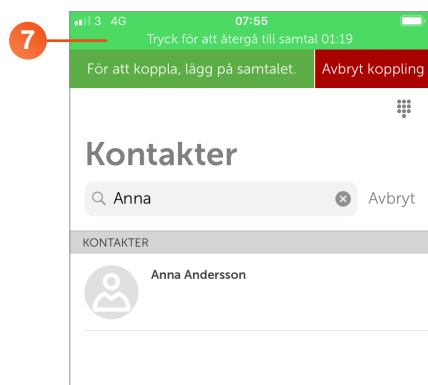 7
3 4G 07:55
Tryck för att återgå till samtal 01:19
För att koppla, lägg på samtalet. Avbryt koppling
Kontakter
Anna Avbryt
KONTAKTER
Anna Andersson